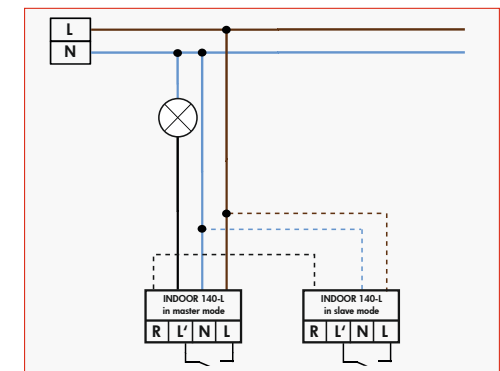 L
N
INDOOR 140-L INDOOR 140-L
in master mode in slave mode
R L‘ N L R L‘ N L